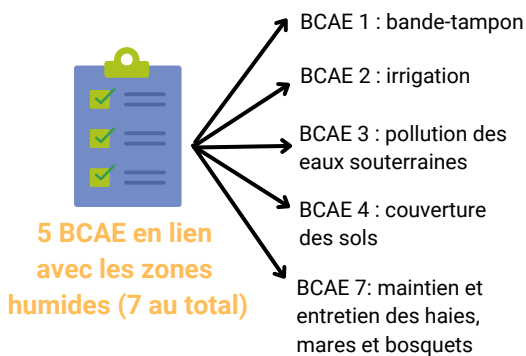 BCAE 1 : bande-tampon
BCAE 2 : irrigation
BCAE 3 : pollution des
eaux souterraines
BCAE 4 : couverture
des sols
BCAE 7: maintien et
entretien des haies,
mares et bosquets
5 BCAE en lien
avec les zones
humides (7 au total)